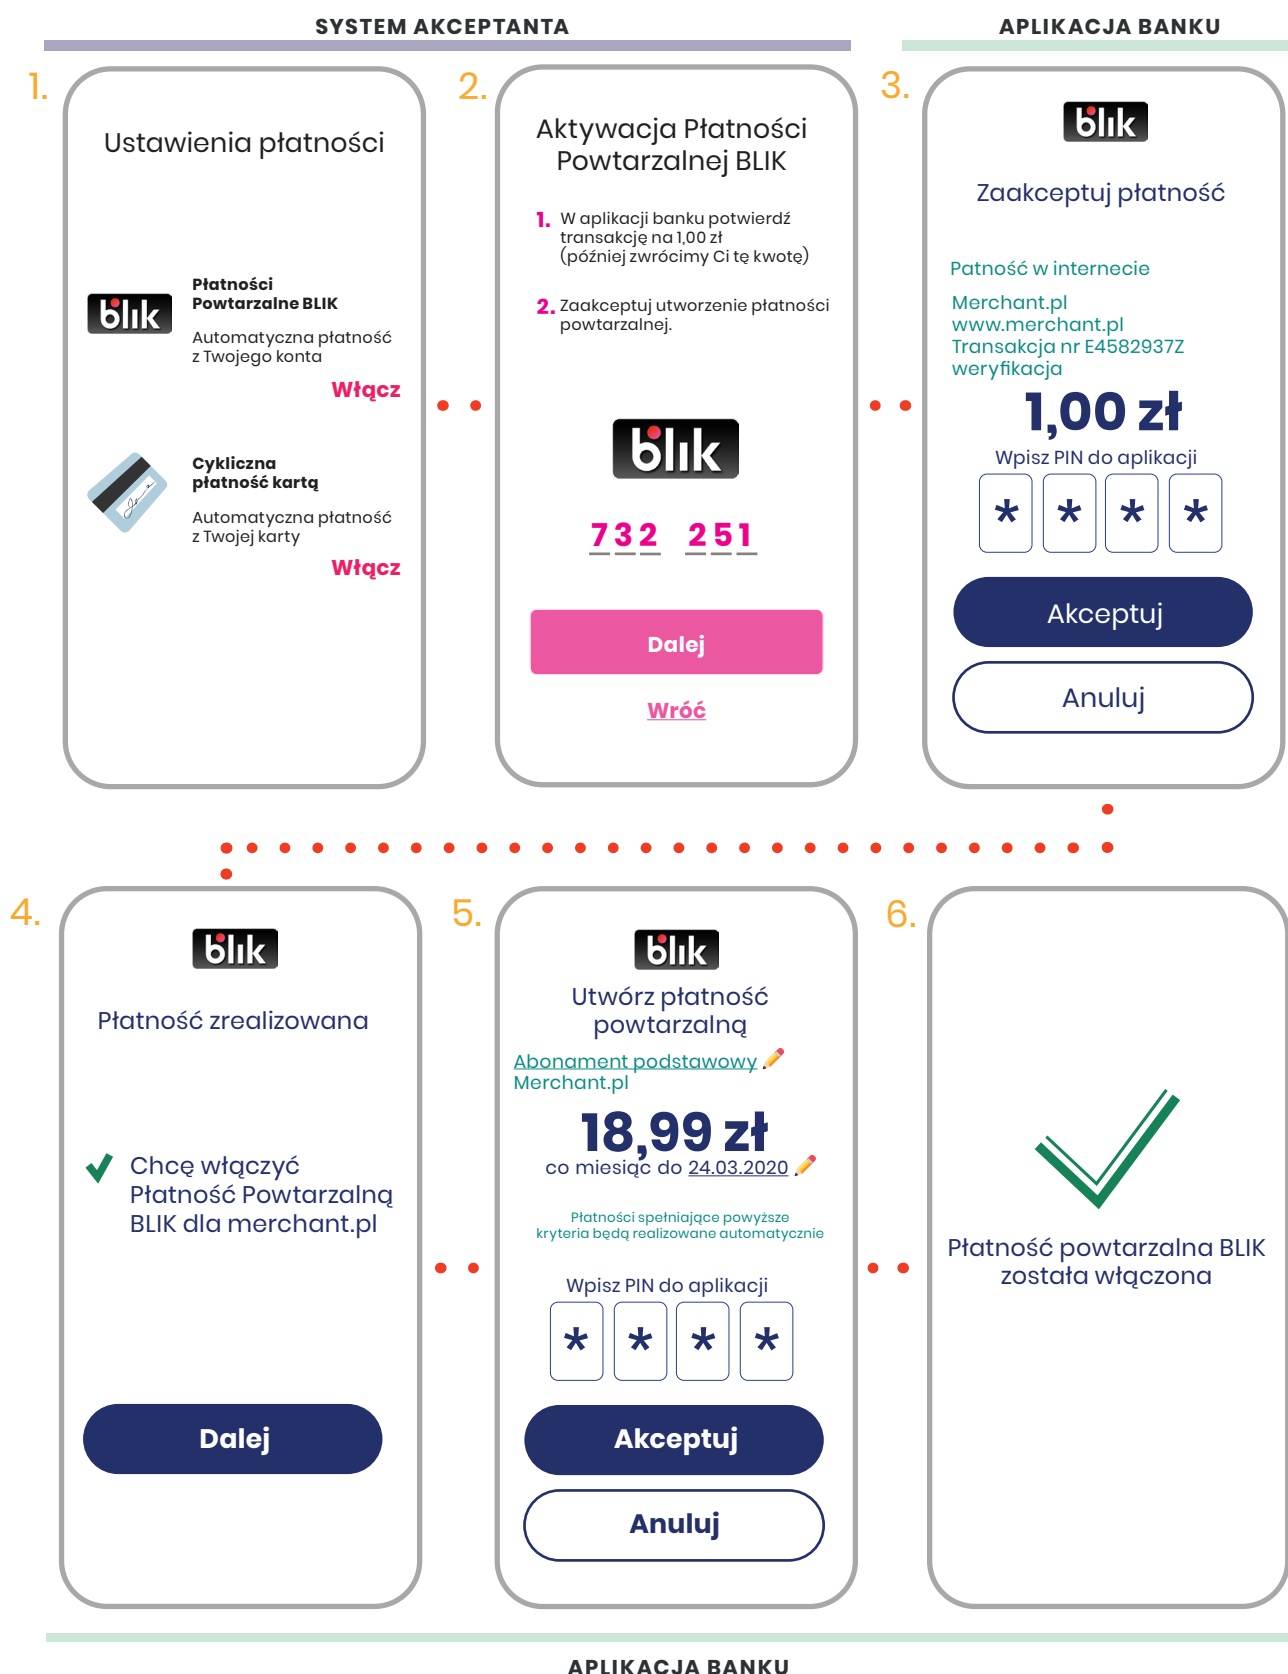 SYSTEM AKCEPTANTA
APLIKACJA BANKU
1.
Ustawienia płatności
blik
Płatności
Powtarzalne BLIK
Automatyczna płatność
z Twojego konta
Włącz
Cykliczna
płatność kartą
Automatyczna płatność
z Twojej karty
Włącz
2.
Aktywacja Płatności
Powtarzalnej BLIK
1. W aplikacji banku potwierdź
transakcję na 1,00 zł
(później zwrócimy Ci tę kwotę)
2. Zaakceptuj utworzenie płatności
powtarzalnej.
blik
732 251
Dalej
Wróć
3.
blik
Zaakceptuj płatność
Patność w internecie
Merchant.pl
www.merchant.pl
Transakcja nr E4582937Z
weryfikacja
1,00 zł
Wpisz PIN do aplikacji
* * * *
Akceptuj
Anuluj
4.
blik
Płatność zrealizowana
Chcę włączyć
Płatność Powtarzalną
BLIK dla merchant.pl
Dalej
5.
blik
Utwórz płatność
powtarzalną
Abonament podstawowy
Merchant.pl
18,99 zł
co miesiąc do 24.03.2020
Płatności spełniające powyższe
kryteria będą realizowane automatycznie
Wpisz PIN do aplikacji
* * * *
Akceptuj
Anuluj
6.
Płatność powtarzalna BLIK
została włączona
APLIKACJA BANKU